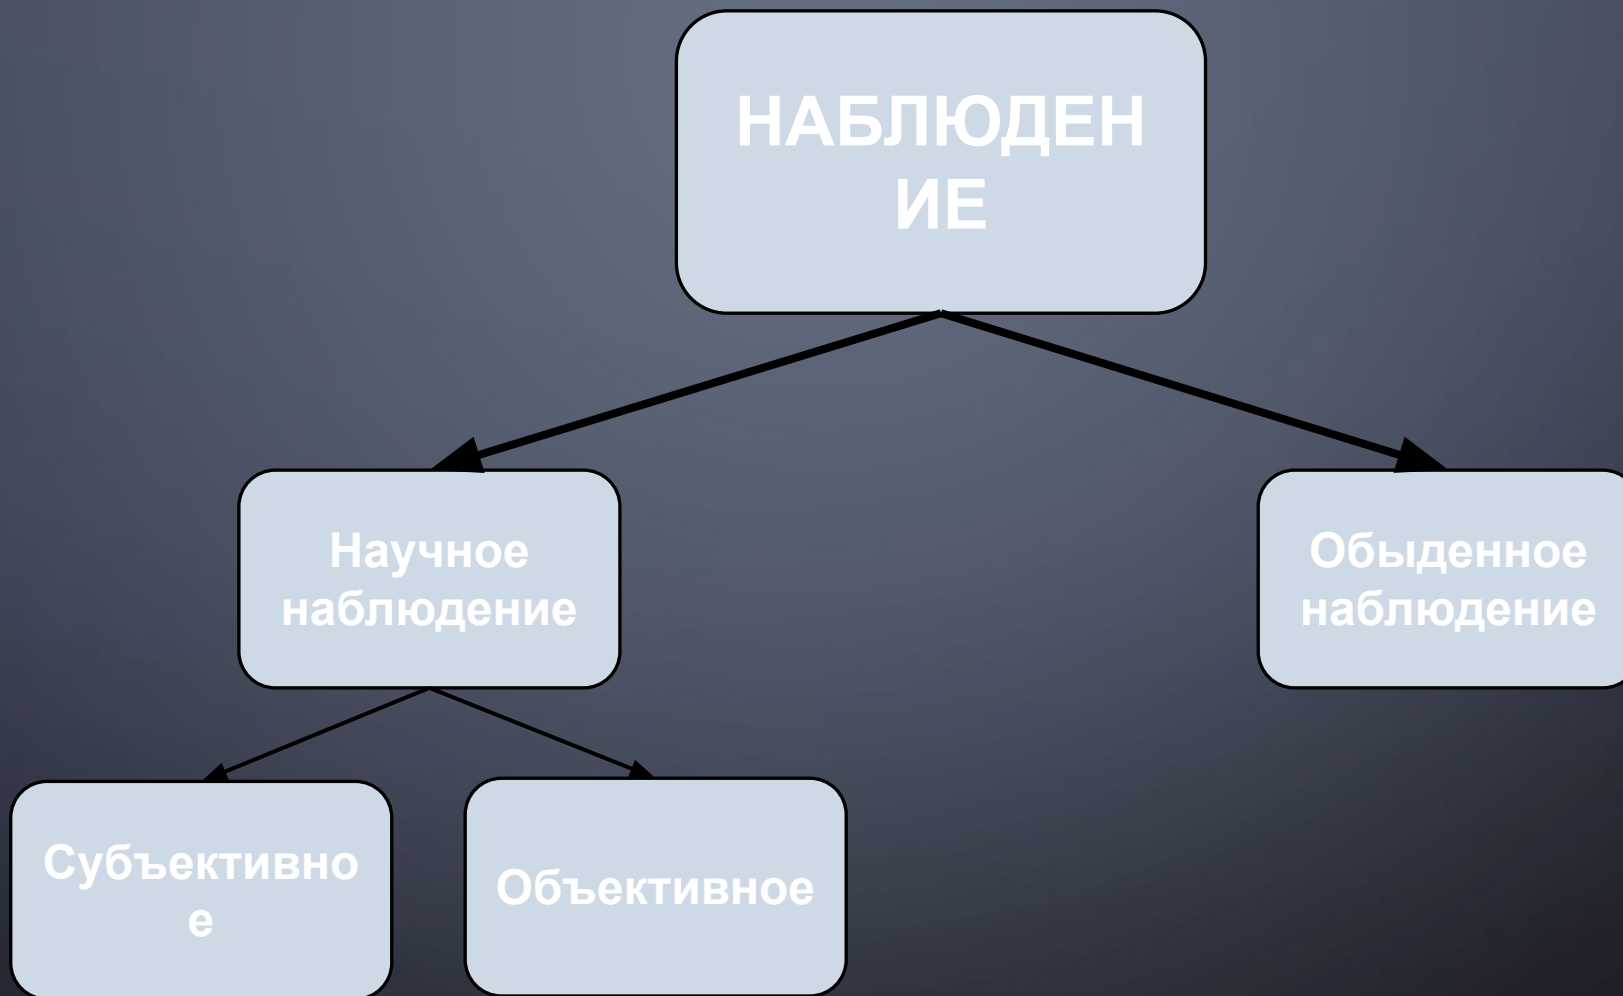 НАБЛЮДЕН
ИЕ
Научное
наблюдение
Обыденное
наблюдение
Субъективно
е
Объективное